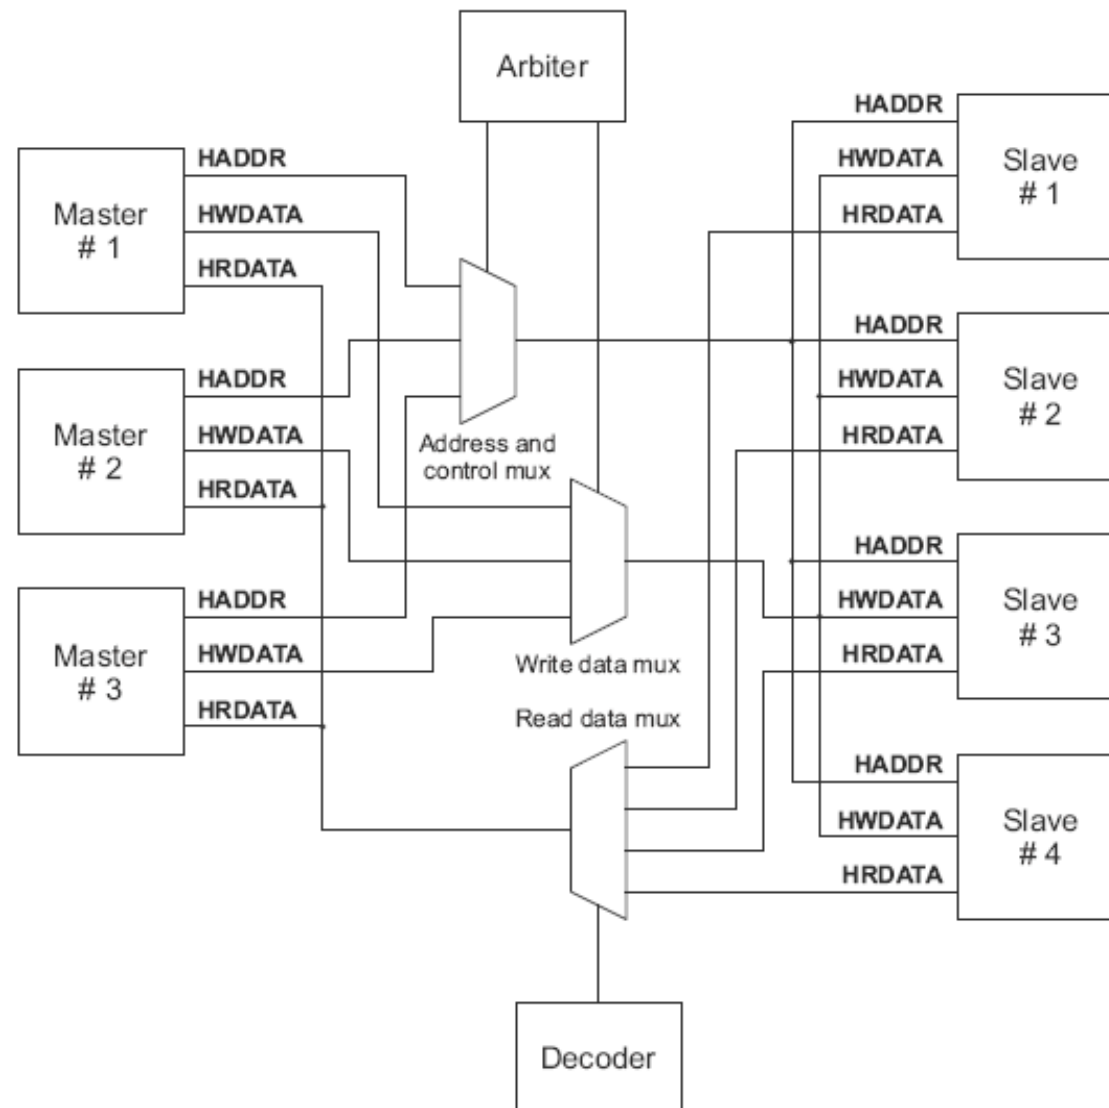 Arbiter
Master
# 1
HADDR
HWDATA
HRDATA
Master
# 2
HADDR
HWDATA
HRDATA
Master
# 3
HADDR
HWDATA
HRDATA
Address and
control mux
Write data mux
Read data mux
HADDR
HWDATA
HRDATA
Slave
# 1
HADDR
HWDATA
HRDATA
Slave
# 2
HADDR
HWDATA
HRDATA
Slave
# 3
HADDR
HWDATA
HRDATA
Slave
# 4
Decoder